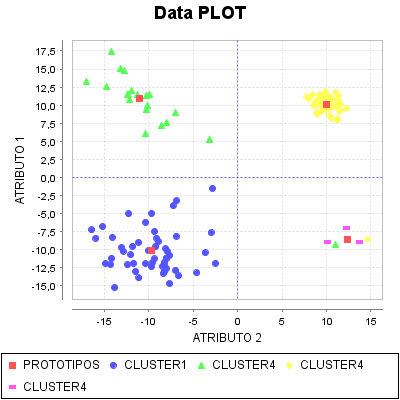 Data PLOT
17,5
15,0
12,5
10,0
7,5
5,0
2,5
0,0
-2,5
-5,0
-7,5
-10,0
-12,5
-15,0
ATRIBUTO 1
-15 -10 -5 0 5 10 15
ATRIBUTO 2
PROTOTIPOS CLUSTER1 CLUSTER4 CLUSTER4
CLUSTER4